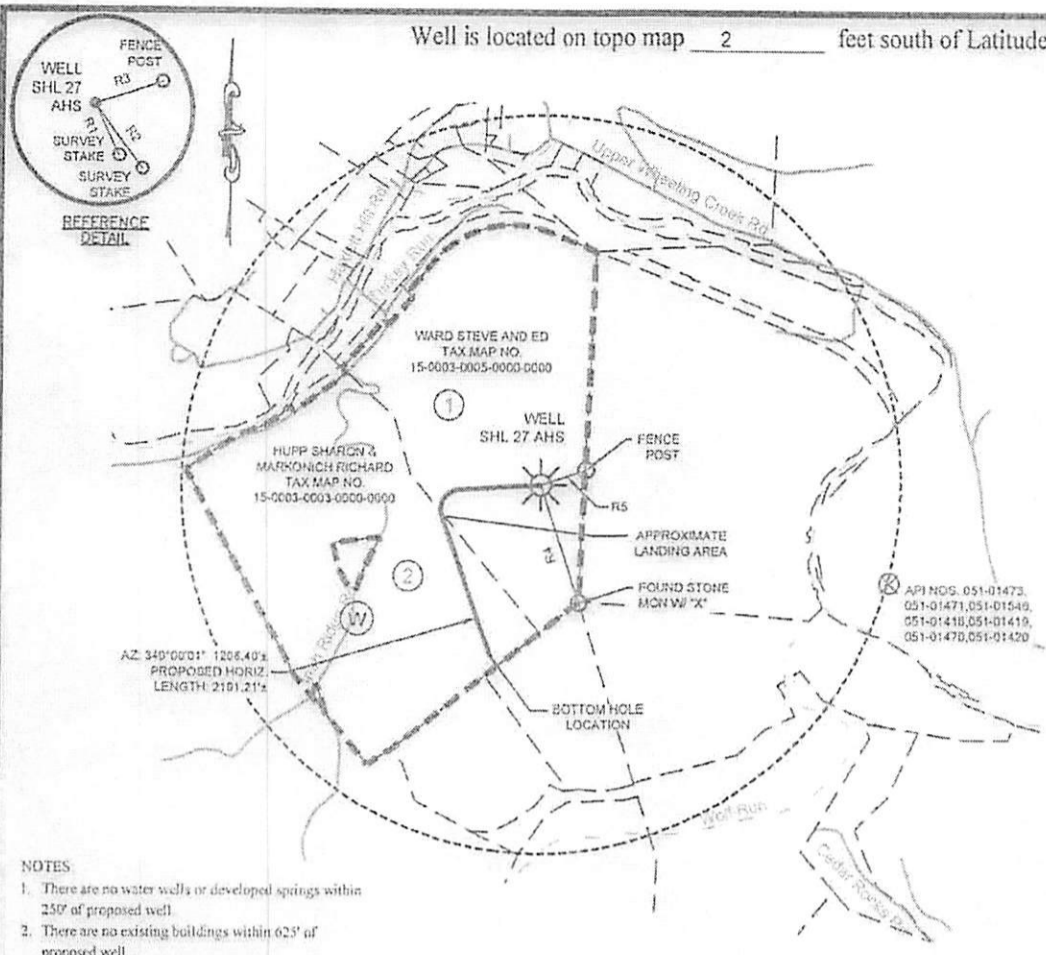 Well is located on topo map 2 feet south of Latitude
FENCE
POST
WELL
SHL 27
AHS
R3
R1
R2
SURVEY
STAKE
SURVEY
STAKE
REFERENCE
DETAIL
Upper Wheeling Creek Rd
Hill Rd
Turkey Run
WARD STEVE AND ED
TAX MAP NO.
15-0003-0005-0000-0000
1
WELL
SHL 27 AHS
FENCE
POST
HUPP SHARON &
MARKONICH RICHARD
TAX MAP NO.
15-0003-0003-0000-0000
R5
APPROXIMATE
LANDING AREA
R4
2
FOUND STONE
MON W/ "X"
API NOS. 051-01473,
051-01471,051-01546,
051-01418,051-01419,
051-01470,051-01420
W
AZ: 340°00'01" 1206.40'±
PROPOSED HORIZ.
LENGTH: 2191.21'±
BOTTOM HOLE
LOCATION
Wolf Run
Cedar Rocks
NOTES
1. There are no water wells or developed springs within
250' of proposed well.
2. There are no existing buildings within 625' of
proposed well.